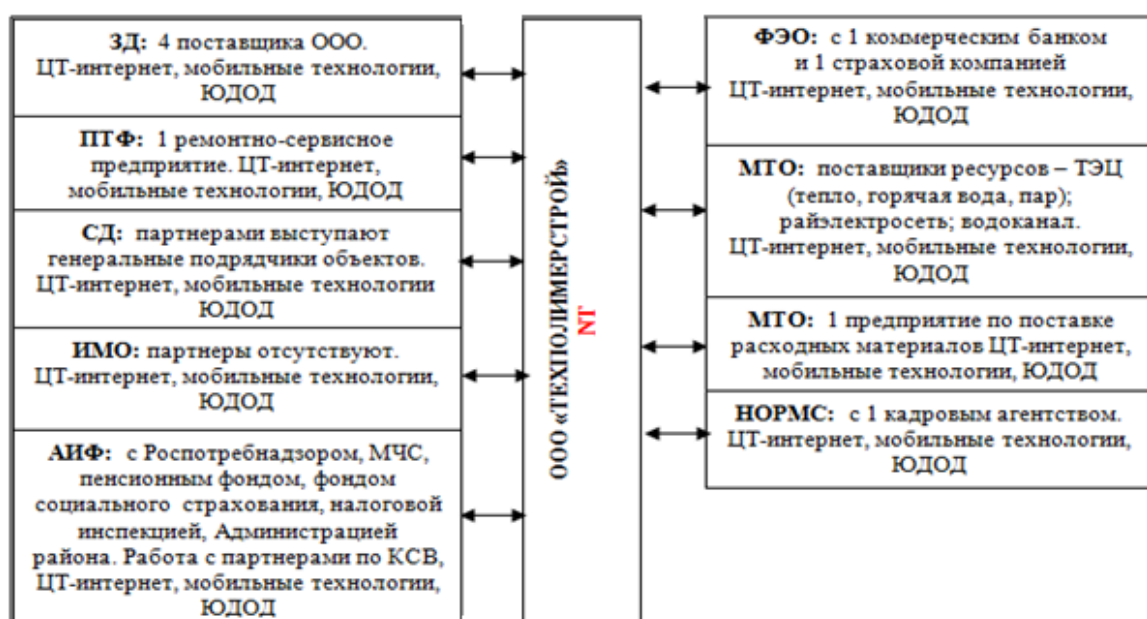 ЗД: 4 поставщика ООО.
ЦТ-интернет, мобильные технологии,
ЮДОД
ПТФ: 1 ремонтно-сервисное
предприятие. ЦТ-интернет,
мобильные технологии, ЮДОД
СД: партнерами выступают
генеральные подрядчики объектов.
ЦТ-интернет, мобильные технологии
ЮДОД
ИМО: партнеры отсутствуют.
ЦТ-интернет, мобильные технологии,
ЮДОД
АИФ: с Роспотребнадзором, МЧС,
пенсионным фондом, фондом
социального страхования, налоговой
инспекцией, Администрацией
района. Работа с партнерами по КСВ,
ЦТ-интернет, мобильные технологии,
ЮДОД
ООО «ТЕХПОЛИМЕРСТРОЙ»
NT
ФЭО: с 1 коммерческим банком
и 1 страховой компанией
ЦТ-интернет, мобильные технологии,
ЮДОД
МТО: поставщики ресурсов – ТЭЦ
(тепло, горячая вода, пар);
райэлектросеть; водоканал.
ЦТ-интернет, мобильные технологии,
ЮДОД
МТО: 1 предприятие по поставке
расходных материалов ЦТ-интернет,
мобильные технологии, ЮДОД
НОРМС: с 1 кадровым агентством.
ЦТ-интернет, мобильные технологии,
ЮДОД